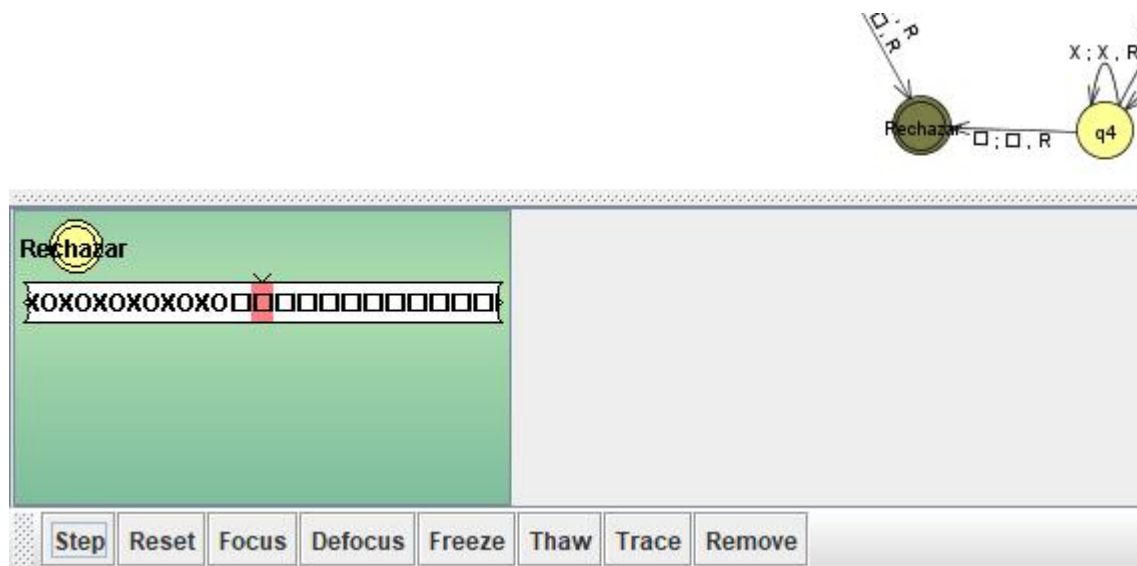 □, R
X ; X , R
Rechazar
□ ; □ , R
q4
Rechazar
XOXOXOXOXOXO□□□□□□□□□□□□
Step Reset Focus Defocus Freeze Thaw Trace Remove